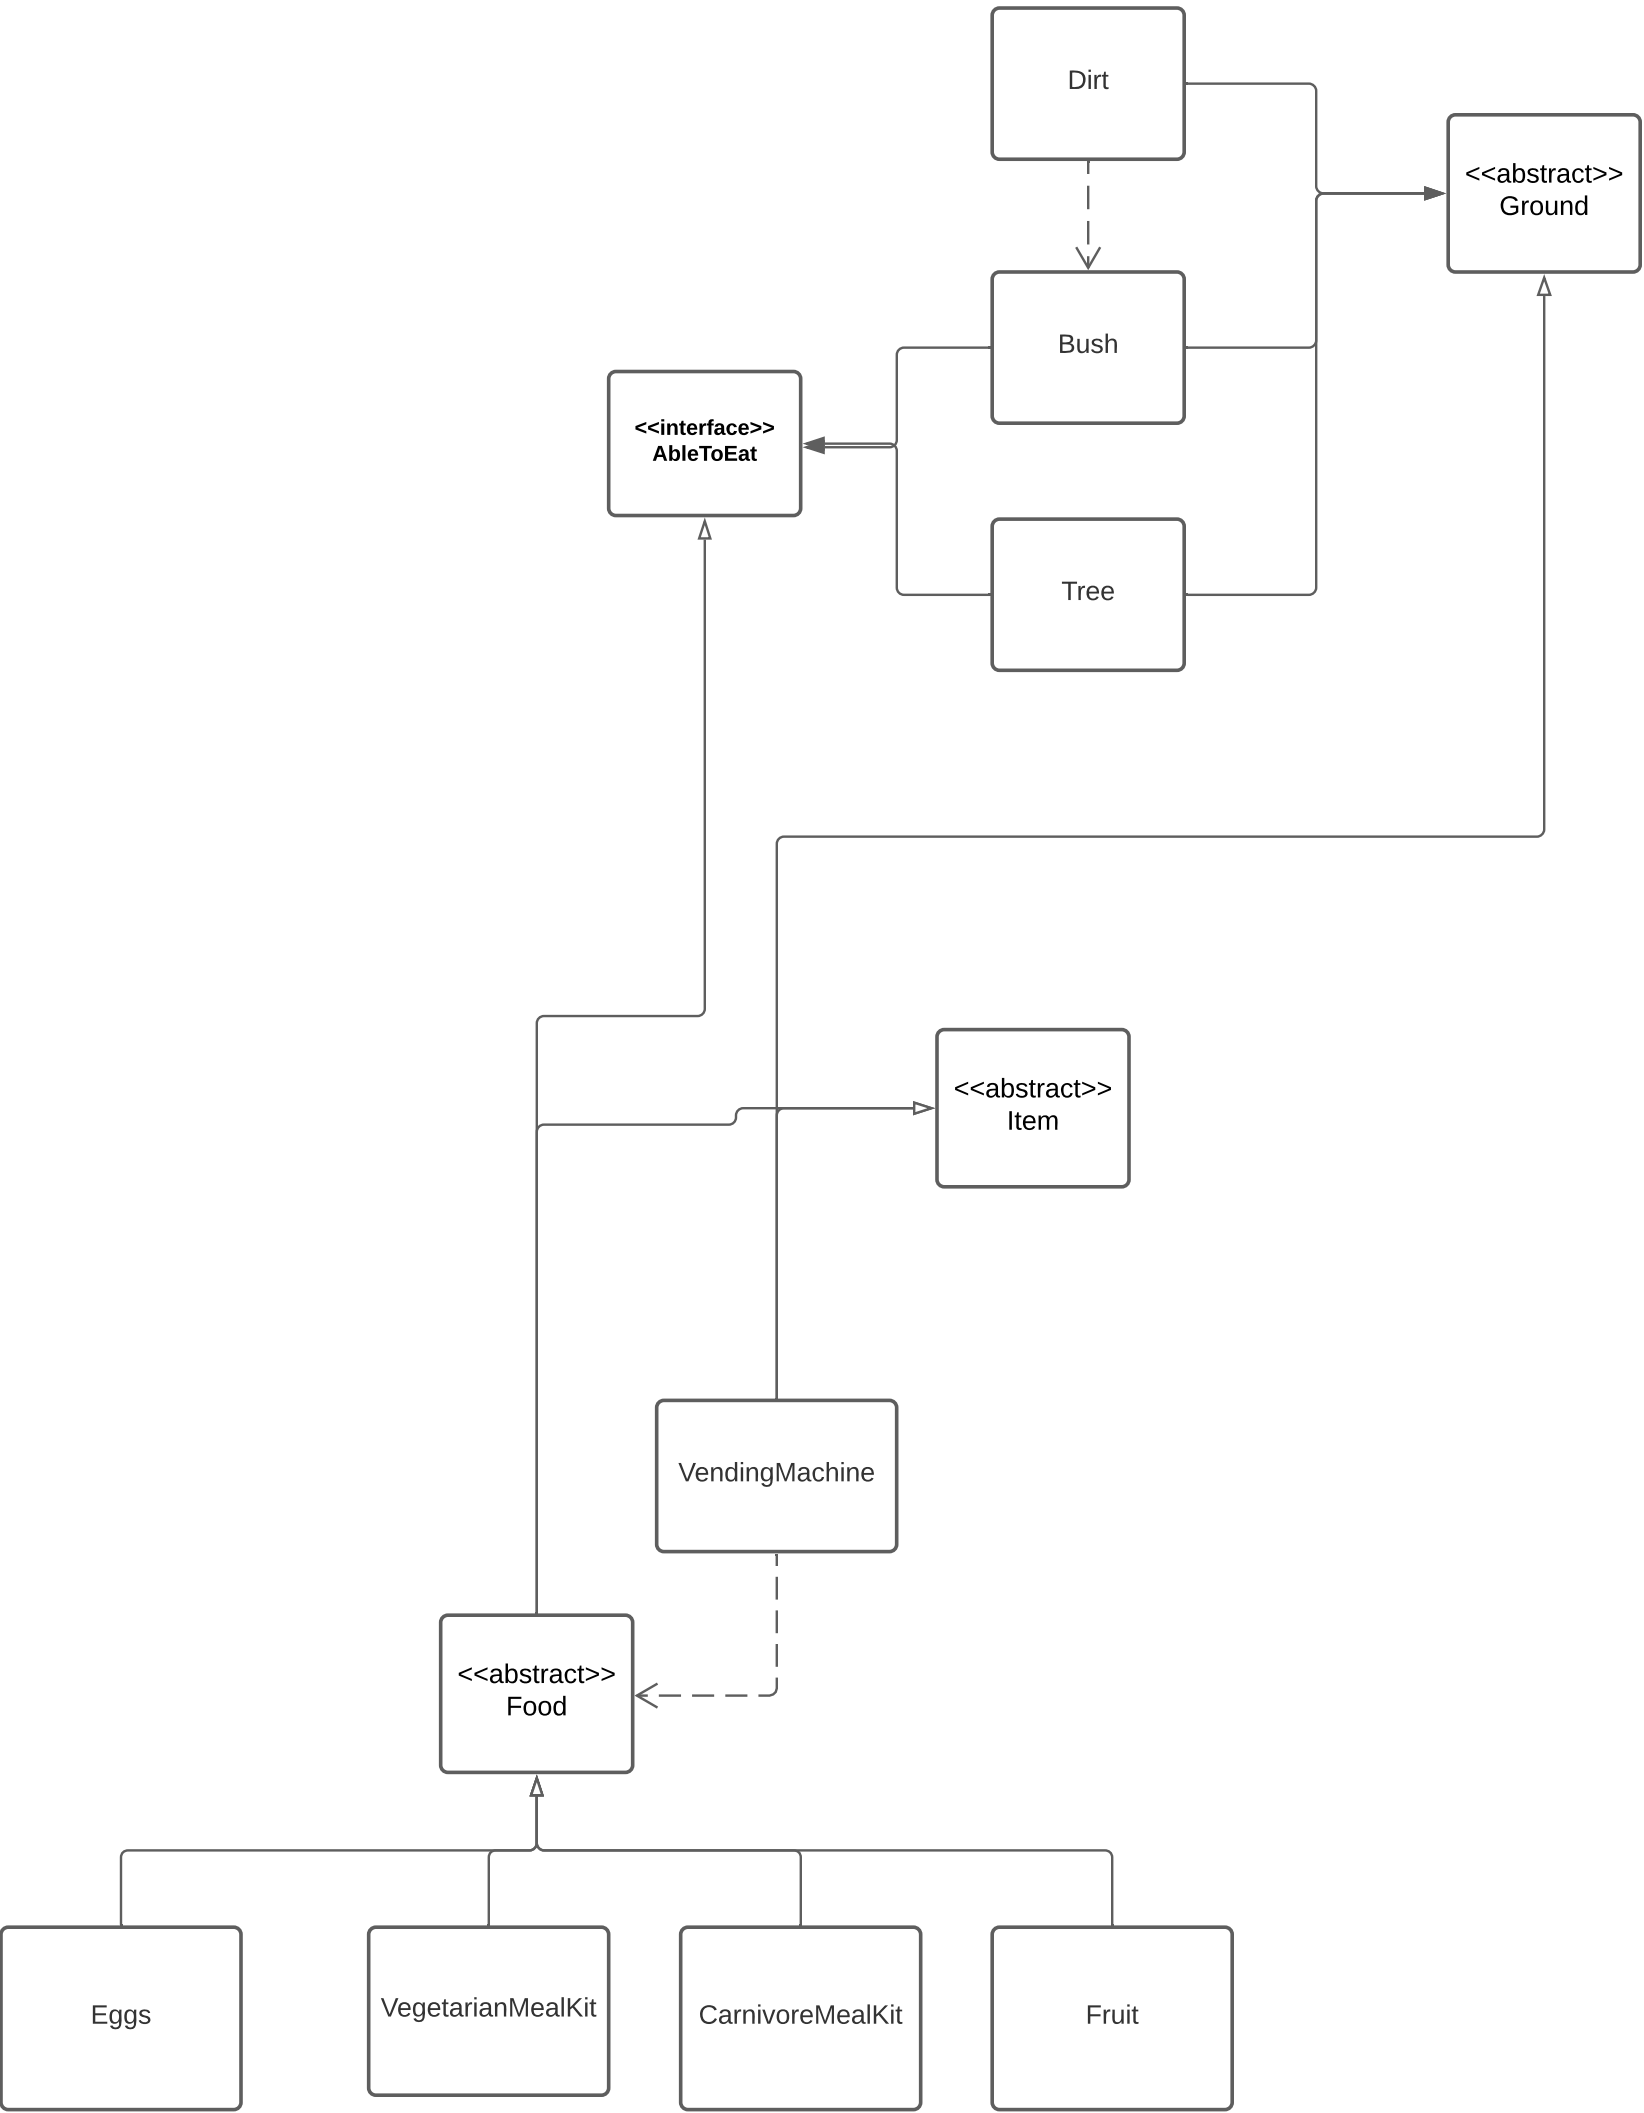 Dirt
<<abstract>>
Ground
Bush
<<interface>>
AbleToEat
Tree
<<abstract>>
Item
VendingMachine
<<abstract>>
Food
Eggs
VegetarianMealKit
CarnivoreMealKit
Fruit